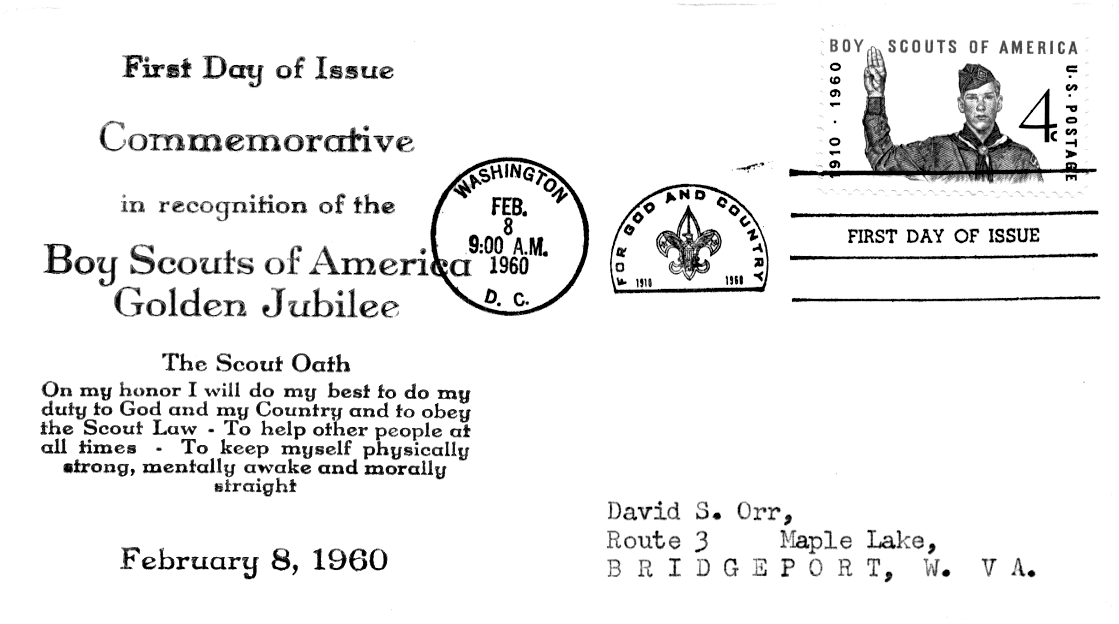 First Day of Issue
Commemorative
in recognition of the
Boy Scouts of America
Golden Jubilee
The Scout Oath
On my honor I will do my best to do my
duty to God and my Country and to obey
the Scout Law - To help other people at
all times - To keep myself physically
strong, mentally awake and morally
straight
February 8, 1960
WASHINGTON
FEB.
8
9:00 A.M.
1960
D. C.
FOR GOD AND COUNTRY
1910 1960
BOY SCOUTS OF AMERICA
1910 · 1960
4c
U·S·POSTAGE
FIRST DAY OF ISSUE
David S. Orr,
Route 3 Maple Lake,
BRIDGEPORT, W. VA.